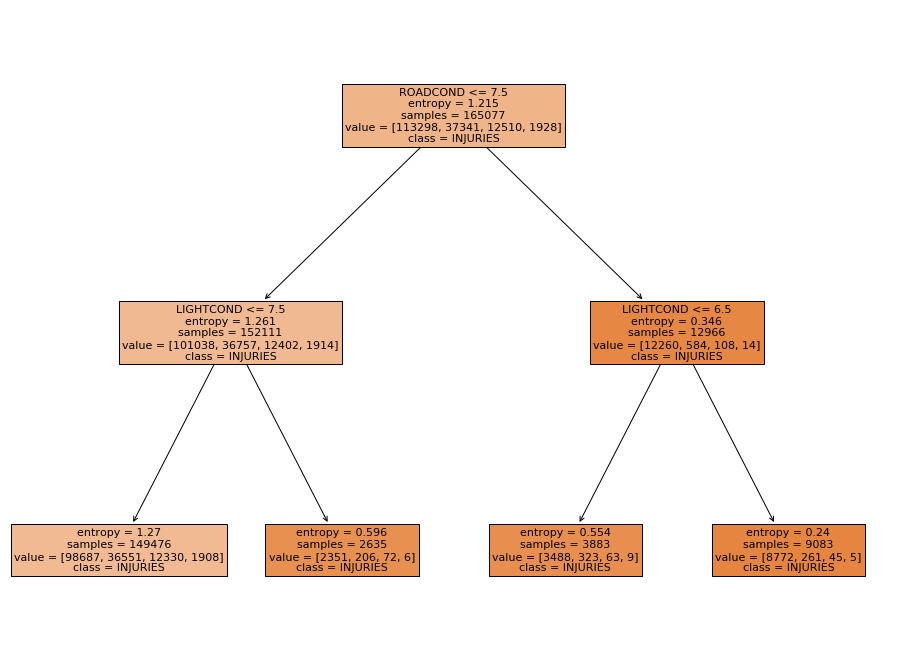 ROADCOND <= 7.5
entropy = 1.215
samples = 165077
value = [113298, 37341, 12510, 1928]
class = INJURIES
LIGHTCOND <= 7.5
entropy = 1.261
samples = 152111
value = [101038, 36757, 12402, 1914]
class = INJURIES
LIGHTCOND <= 6.5
entropy = 0.346
samples = 12966
value = [12260, 584, 108, 14]
class = INJURIES
entropy = 1.27
samples = 149476
value = [98687, 36551, 12330, 1908]
class = INJURIES
entropy = 0.596
samples = 2635
value = [2351, 206, 72, 6]
class = INJURIES
entropy = 0.554
samples = 3883
value = [3488, 323, 63, 9]
class = INJURIES
entropy = 0.24
samples = 9083
value = [8772, 261, 45, 5]
class = INJURIES